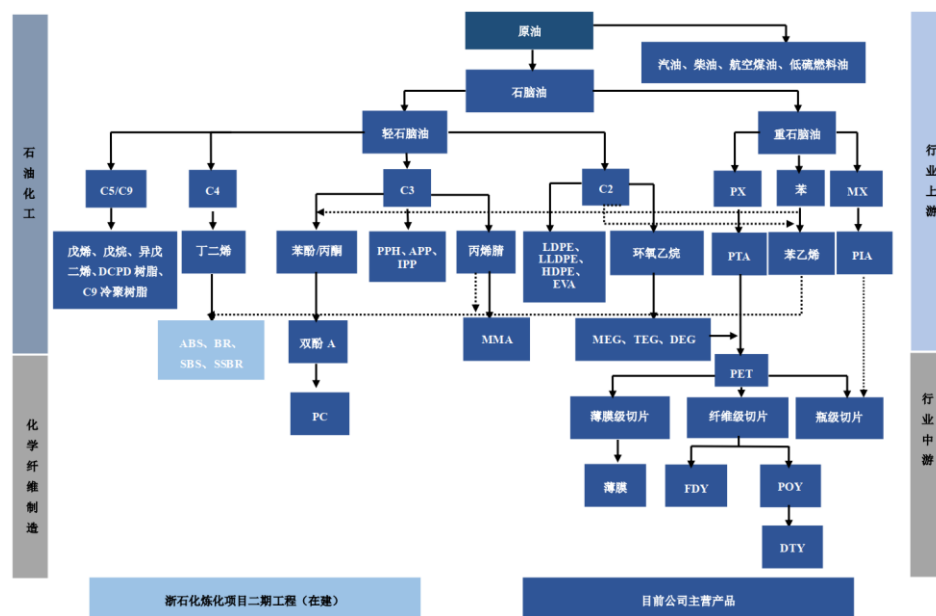 原油
汽油、柴油、航空煤油、低硫燃料油
石脑油
轻石脑油
重石脑油
石油化工
行业上游
C5/C9
C4
C3
C2
PX
苯
MX
戊烯、戊烷、异戊
二烯、DCPD 树脂、
C9 冷聚树脂
丁二烯
苯酚/丙酮
PPH、APP、
IPP
丙烯腈
LDPE、
LLDPE、
HDPE、
EVA
环氧乙烷
PTA
苯乙烯
PIA
ABS、BR、
SBS、SSBR
双酚 A
MMA
MEG、TEG、DEG
PET
化学纤维制造
行业中游
PC
薄膜级切片
纤维级切片
瓶级切片
薄膜
FDY
POY
DTY
浙石化炼化项目二期工程（在建）
目前公司主营产品